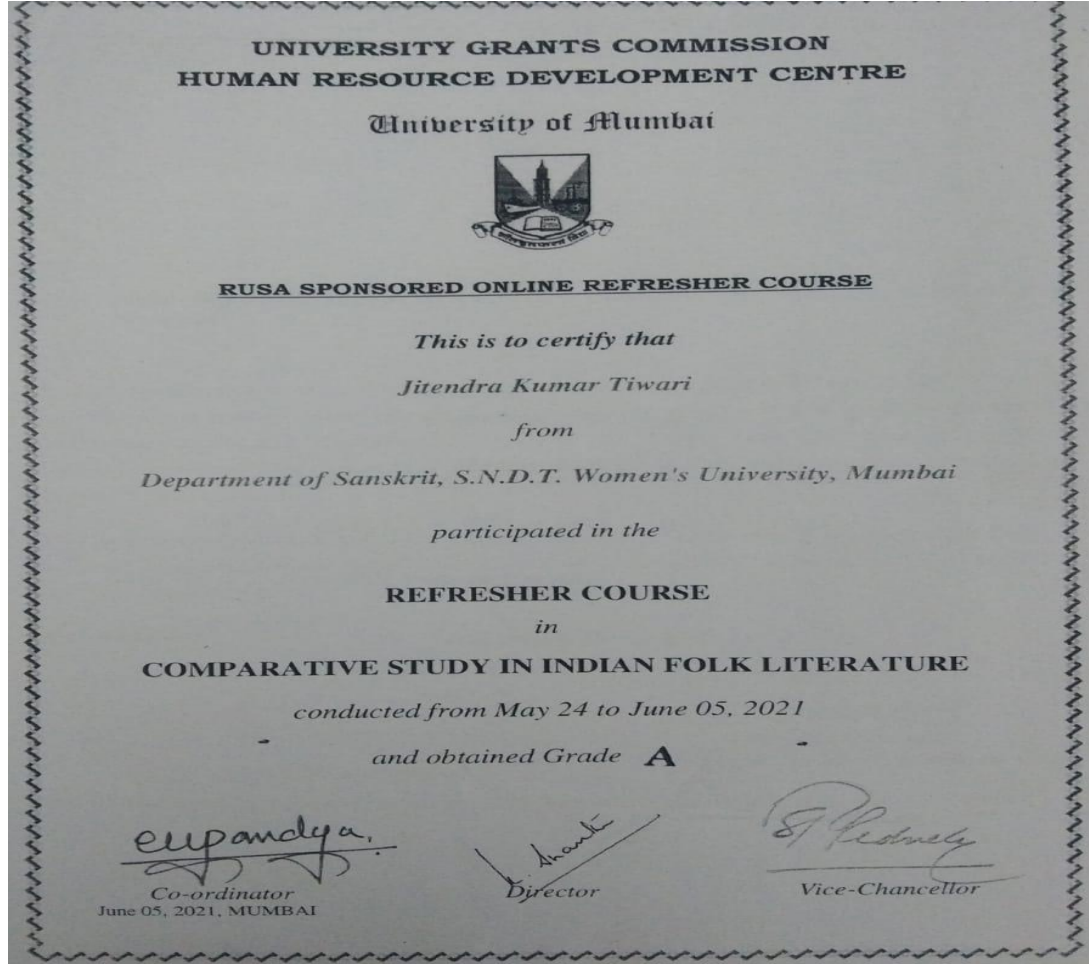 UNIVERSITY GRANTS COMMISSION
HUMAN RESOURCE DEVELOPMENT CENTRE
University of Mumbai
RUSA SPONSORED ONLINE REFRESHER COURSE
This is to certify that
Jitendra Kumar Tiwari
from
Department of Sanskrit, S.N.D.T. Women's University, Mumbai
participated in the
REFRESHER COURSE
in
COMPARATIVE STUDY IN INDIAN FOLK LITERATURE
conducted from May 24 to June 05, 2021
and obtained Grade A
Co-ordinator Director Vice-Chancellor
June 05, 2021, MUMBAI